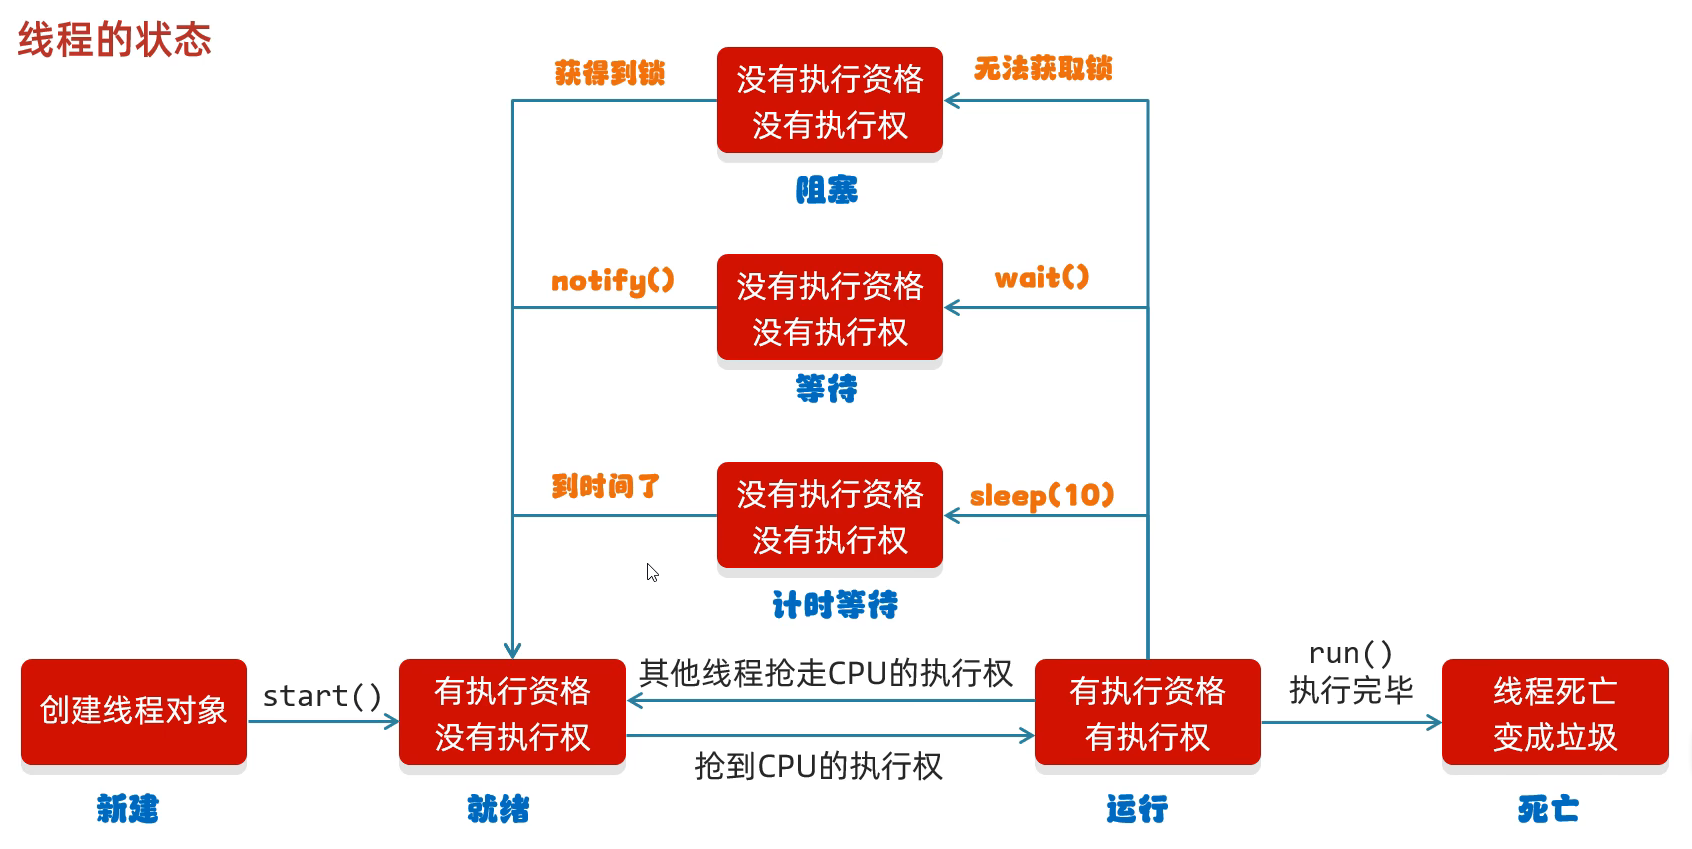 线程的状态
获得到锁
没有执行资格
没有执行权
无法获取锁
阻塞
notify()
没有执行资格
没有执行权
wait()
等待
到时间了
没有执行资格
没有执行权
sleep(10)
计时等待
创建线程对象
新建
start()
有执行资格
没有执行权
就绪
其他线程抢走CPU的执行权
抢到CPU的执行权
有执行资格
有执行权
运行
run()
执行完毕
线程死亡
变成垃圾
死亡